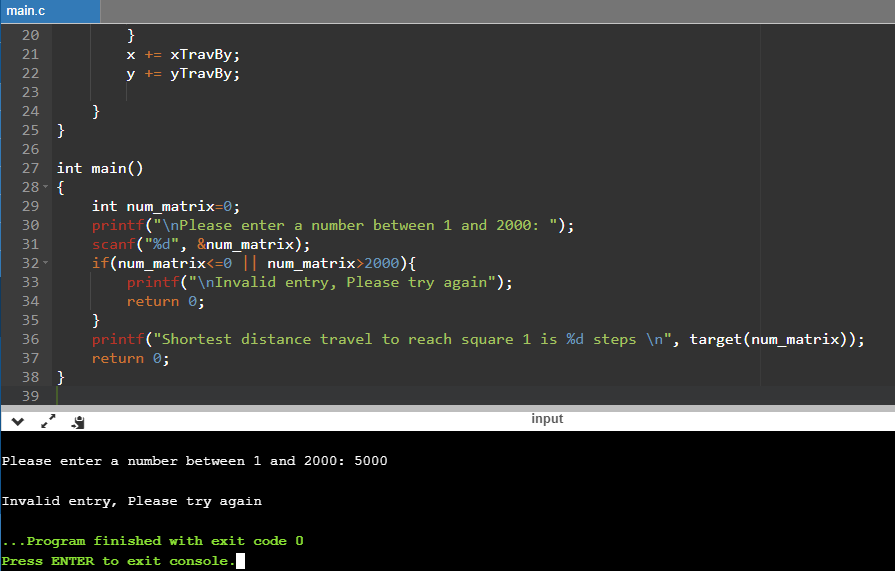 main.c
20 }
21 x += xTravBy;
22 y += yTravBy;
23
24 }
25 }
26
27 int main()
28 {
29 int num_matrix=0;
30 printf("\nPlease enter a number between 1 and 2000: ");
31 scanf("%d", &num_matrix);
32 if(num_matrix<=0 || num_matrix>2000){
33 printf("\nInvalid entry, Please try again");
34 return 0;
35 }
36 printf("Shortest distance travel to reach square 1 is %d steps \n", target(num_matrix));
37 return 0;
38 }
39
input
Please enter a number between 1 and 2000: 5000
Invalid entry, Please try again
...Program finished with exit code 0
Press ENTER to exit console.